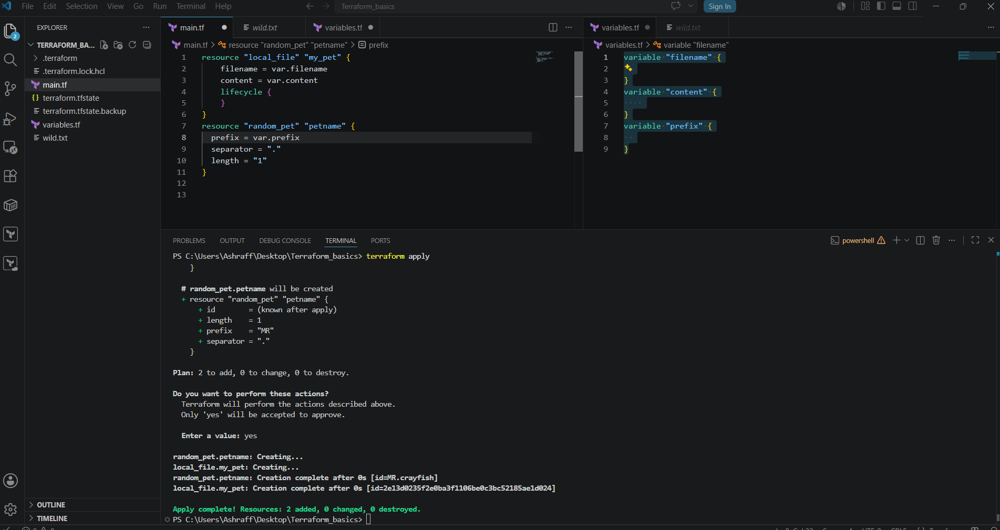 File Edit Selection View Go Run Terminal Help
Terraform_basics
Sign In
EXPLORER
TERRAFORM_BA...
.terraform
.terraform.lock.hcl
main.tf
terraform.tfstate
terraform.tfstate.backup
variables.tf
wild.txt
OUTLINE
TIMELINE
2
main.tf wild.txt variables.tf
main.tf > resource "random_pet" "petname" > prefix
1 resource "local_file" "my_pet" {
2 filename = var.filename
3 content = var.content
4 lifecycle {
5 }
6 }
7 resource "random_pet" "petname" {
8 prefix = var.prefix
9 separator = "."
10 length = "1"
11 }
12
13
variables.tf wild.txt
variables.tf > variable "filename"
1 variable "filename" {
2
3 }
4 variable "content" {
5
6 }
7 variable "prefix" {
8
9 }
PROBLEMS OUTPUT DEBUG CONSOLE TERMINAL PORTS
powershell
PS C:\Users\Ashraff\Desktop\Terraform_basics> terraform apply
}
# random_pet.petname will be created
+ resource "random_pet" "petname" {
+ id = (known after apply)
+ length = 1
+ prefix = "MR"
+ separator = "."
}
Plan: 2 to add, 0 to change, 0 to destroy.
Do you want to perform these actions?
Terraform will perform the actions described above.
Only 'yes' will be accepted to approve.
Enter a value: yes
random_pet.petname: Creating...
local_file.my_pet: Creating...
random_pet.petname: Creation complete after 0s [id=MR.crayfish]
local_file.my_pet: Creation complete after 0s [id=2e13d0235f2e0ba3f1106be0c3bc52185ae1d024]
Apply complete! Resources: 2 added, 0 changed, 0 destroyed.
PS C:\Users\Ashraff\Desktop\Terraform_basics>